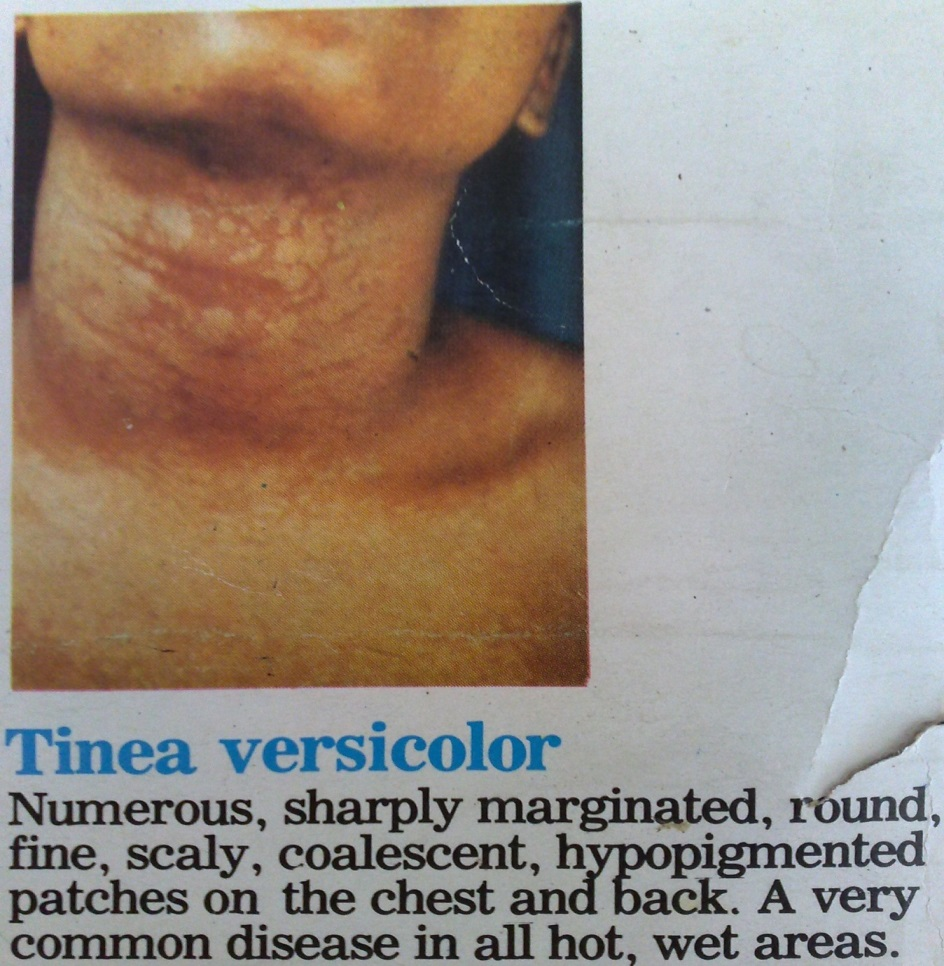 Tinea versicolor
Numerous, sharply marginated, round,
fine, scaly, coalescent, hypopigmented
patches on the chest and back. A very
common disease in all hot, wet areas.